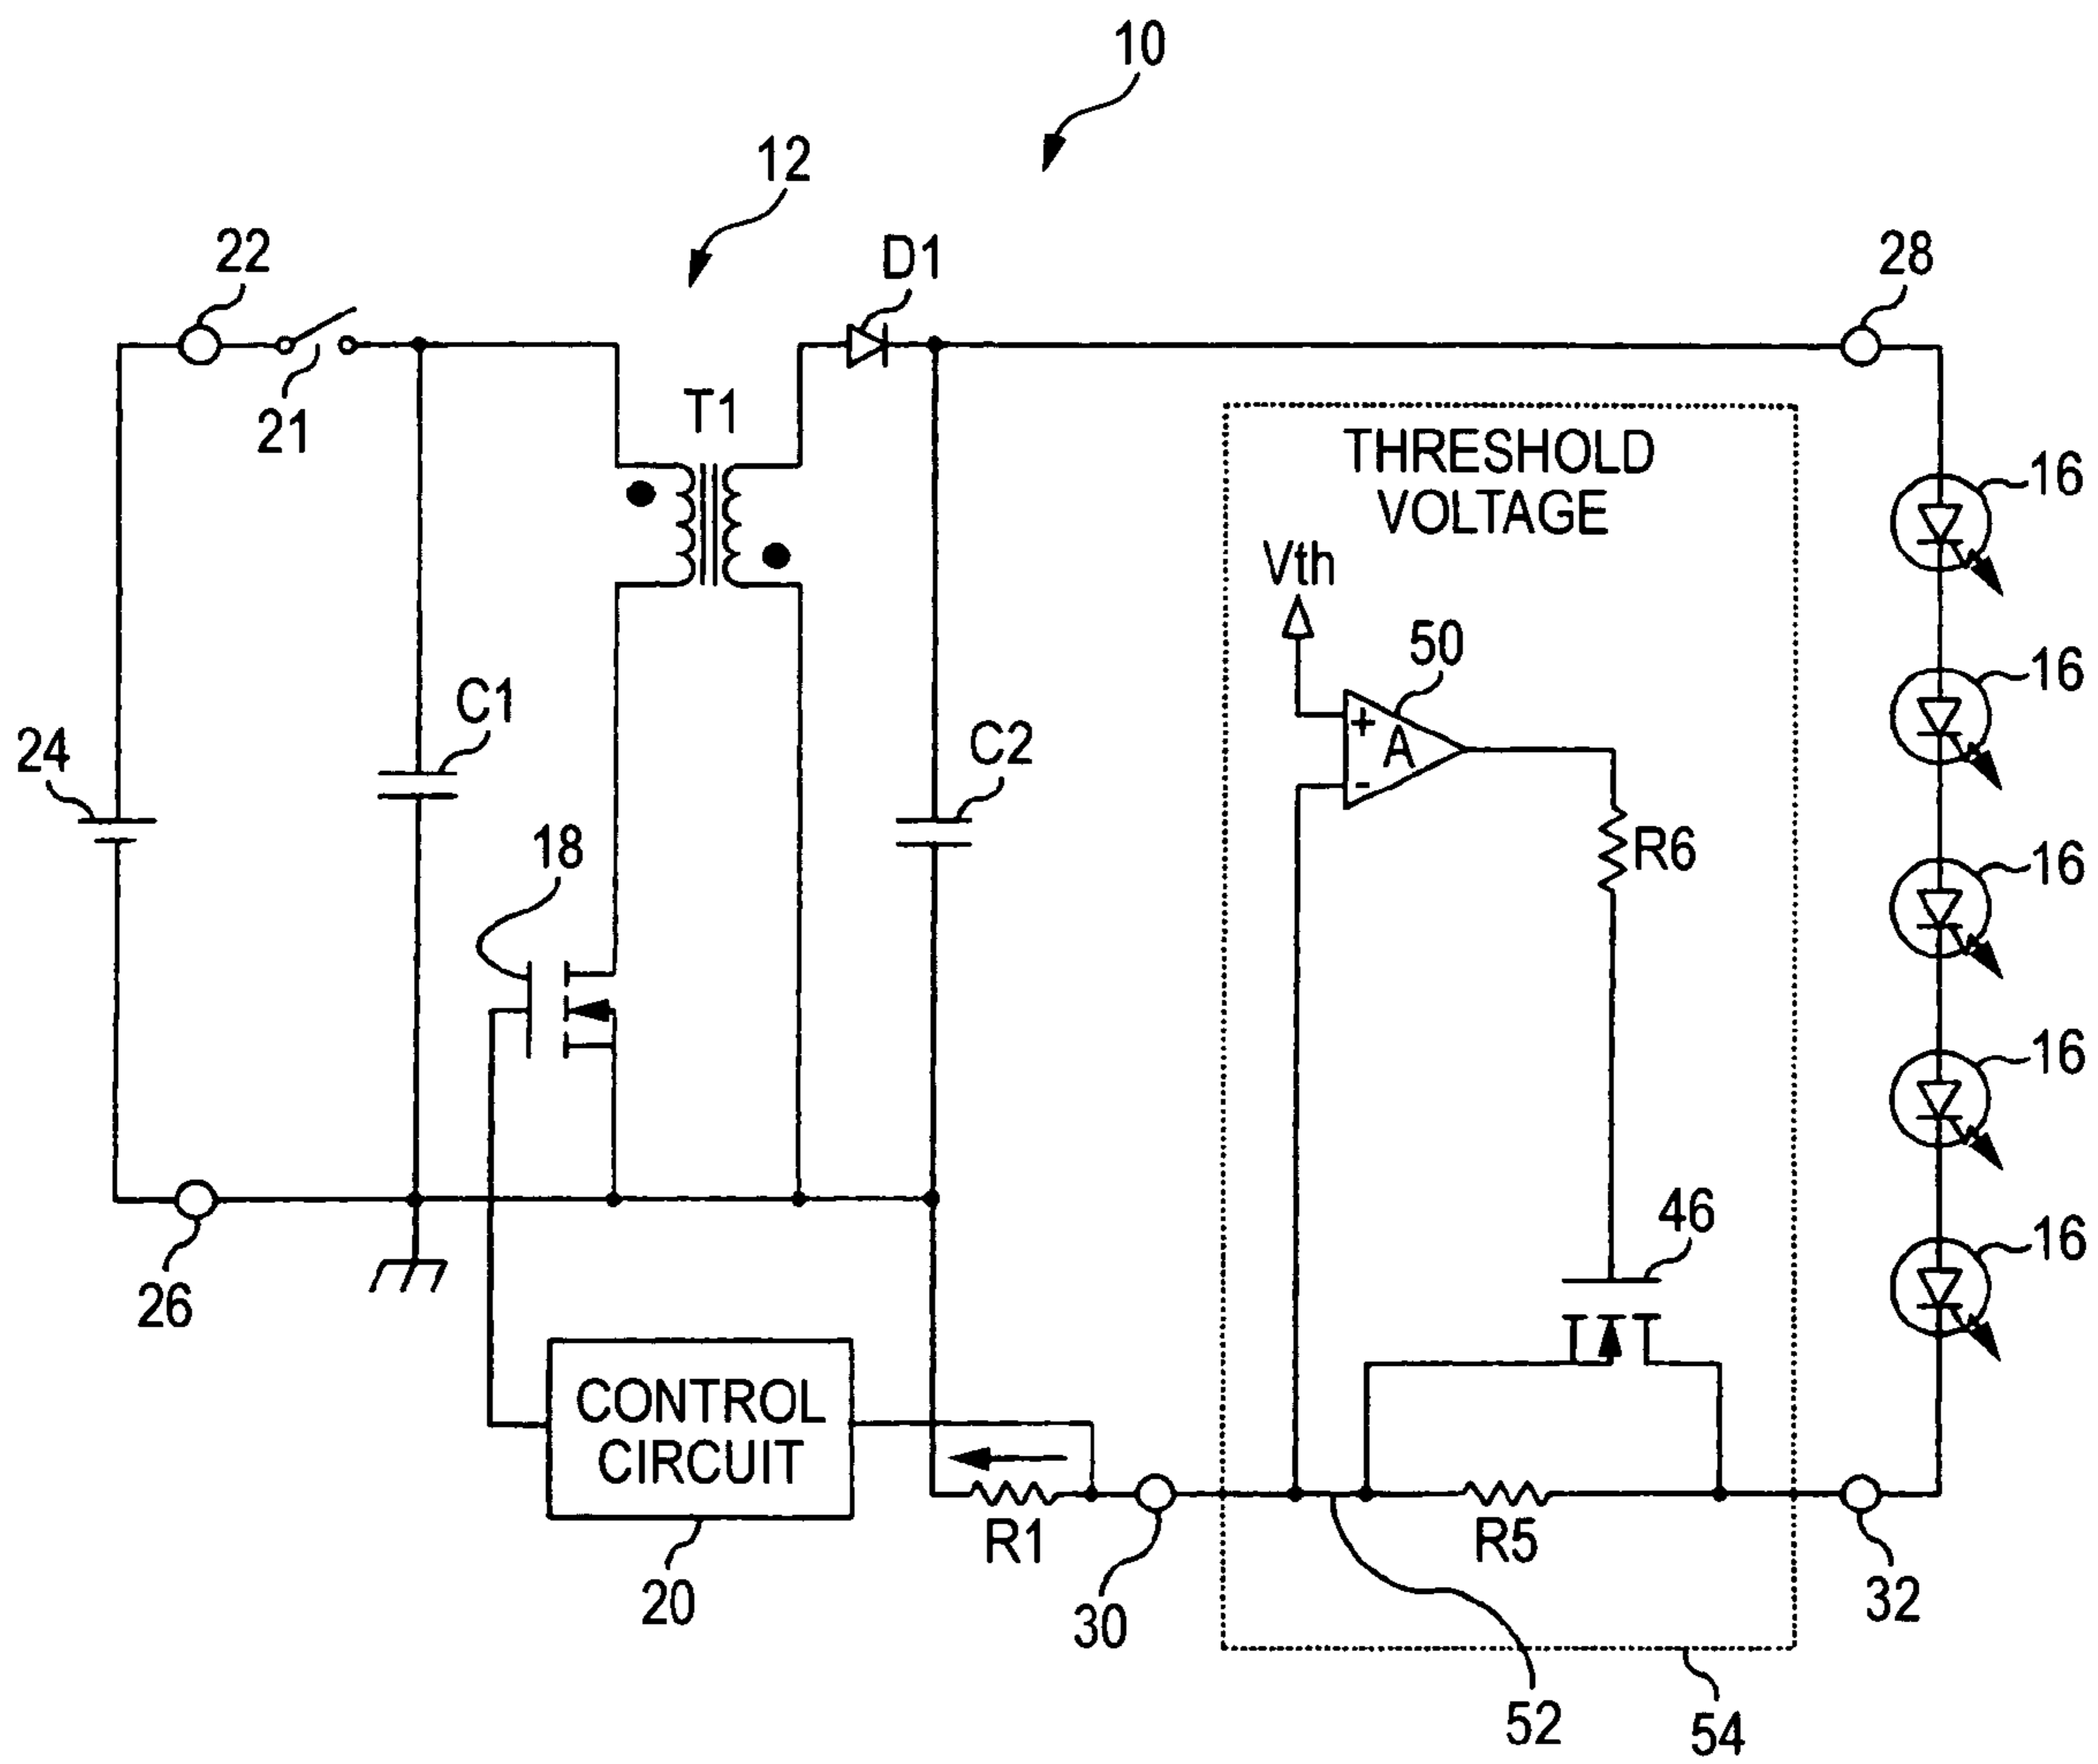 10
12
22
D1
28
21
T1
THRESHOLD
VOLTAGE
16
Vth
50
16
C1
+
A
-
24
C2
18
R6
16
16
46
16
26
CONTROL
CIRCUIT
R1
R5
20
30
32
52
54